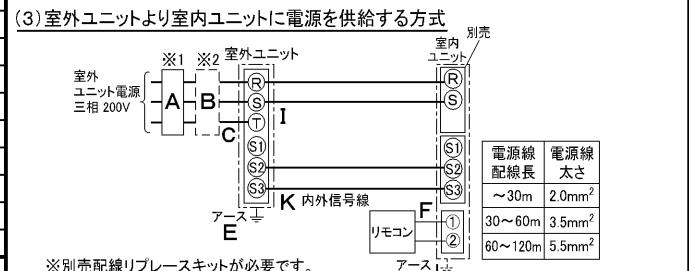 (3)室外ユニットより室内ユニットに電源を供給する方式
※1 ※2 室外ユニット
室内
ユニット
別売
室外
ユニット電源
三相 200V
A
B
C
R
S
T
S1
S2
S3
I
R
S
S1
S2
S3
K 内外信号線
アース
E
F
リモコン
①
②
アース
電源線
配線長
電源線
太さ
～30m 2.0mm²
30～60m 3.5mm²
60～120m 5.5mm²
※別売配線リプレースキットが必要です。